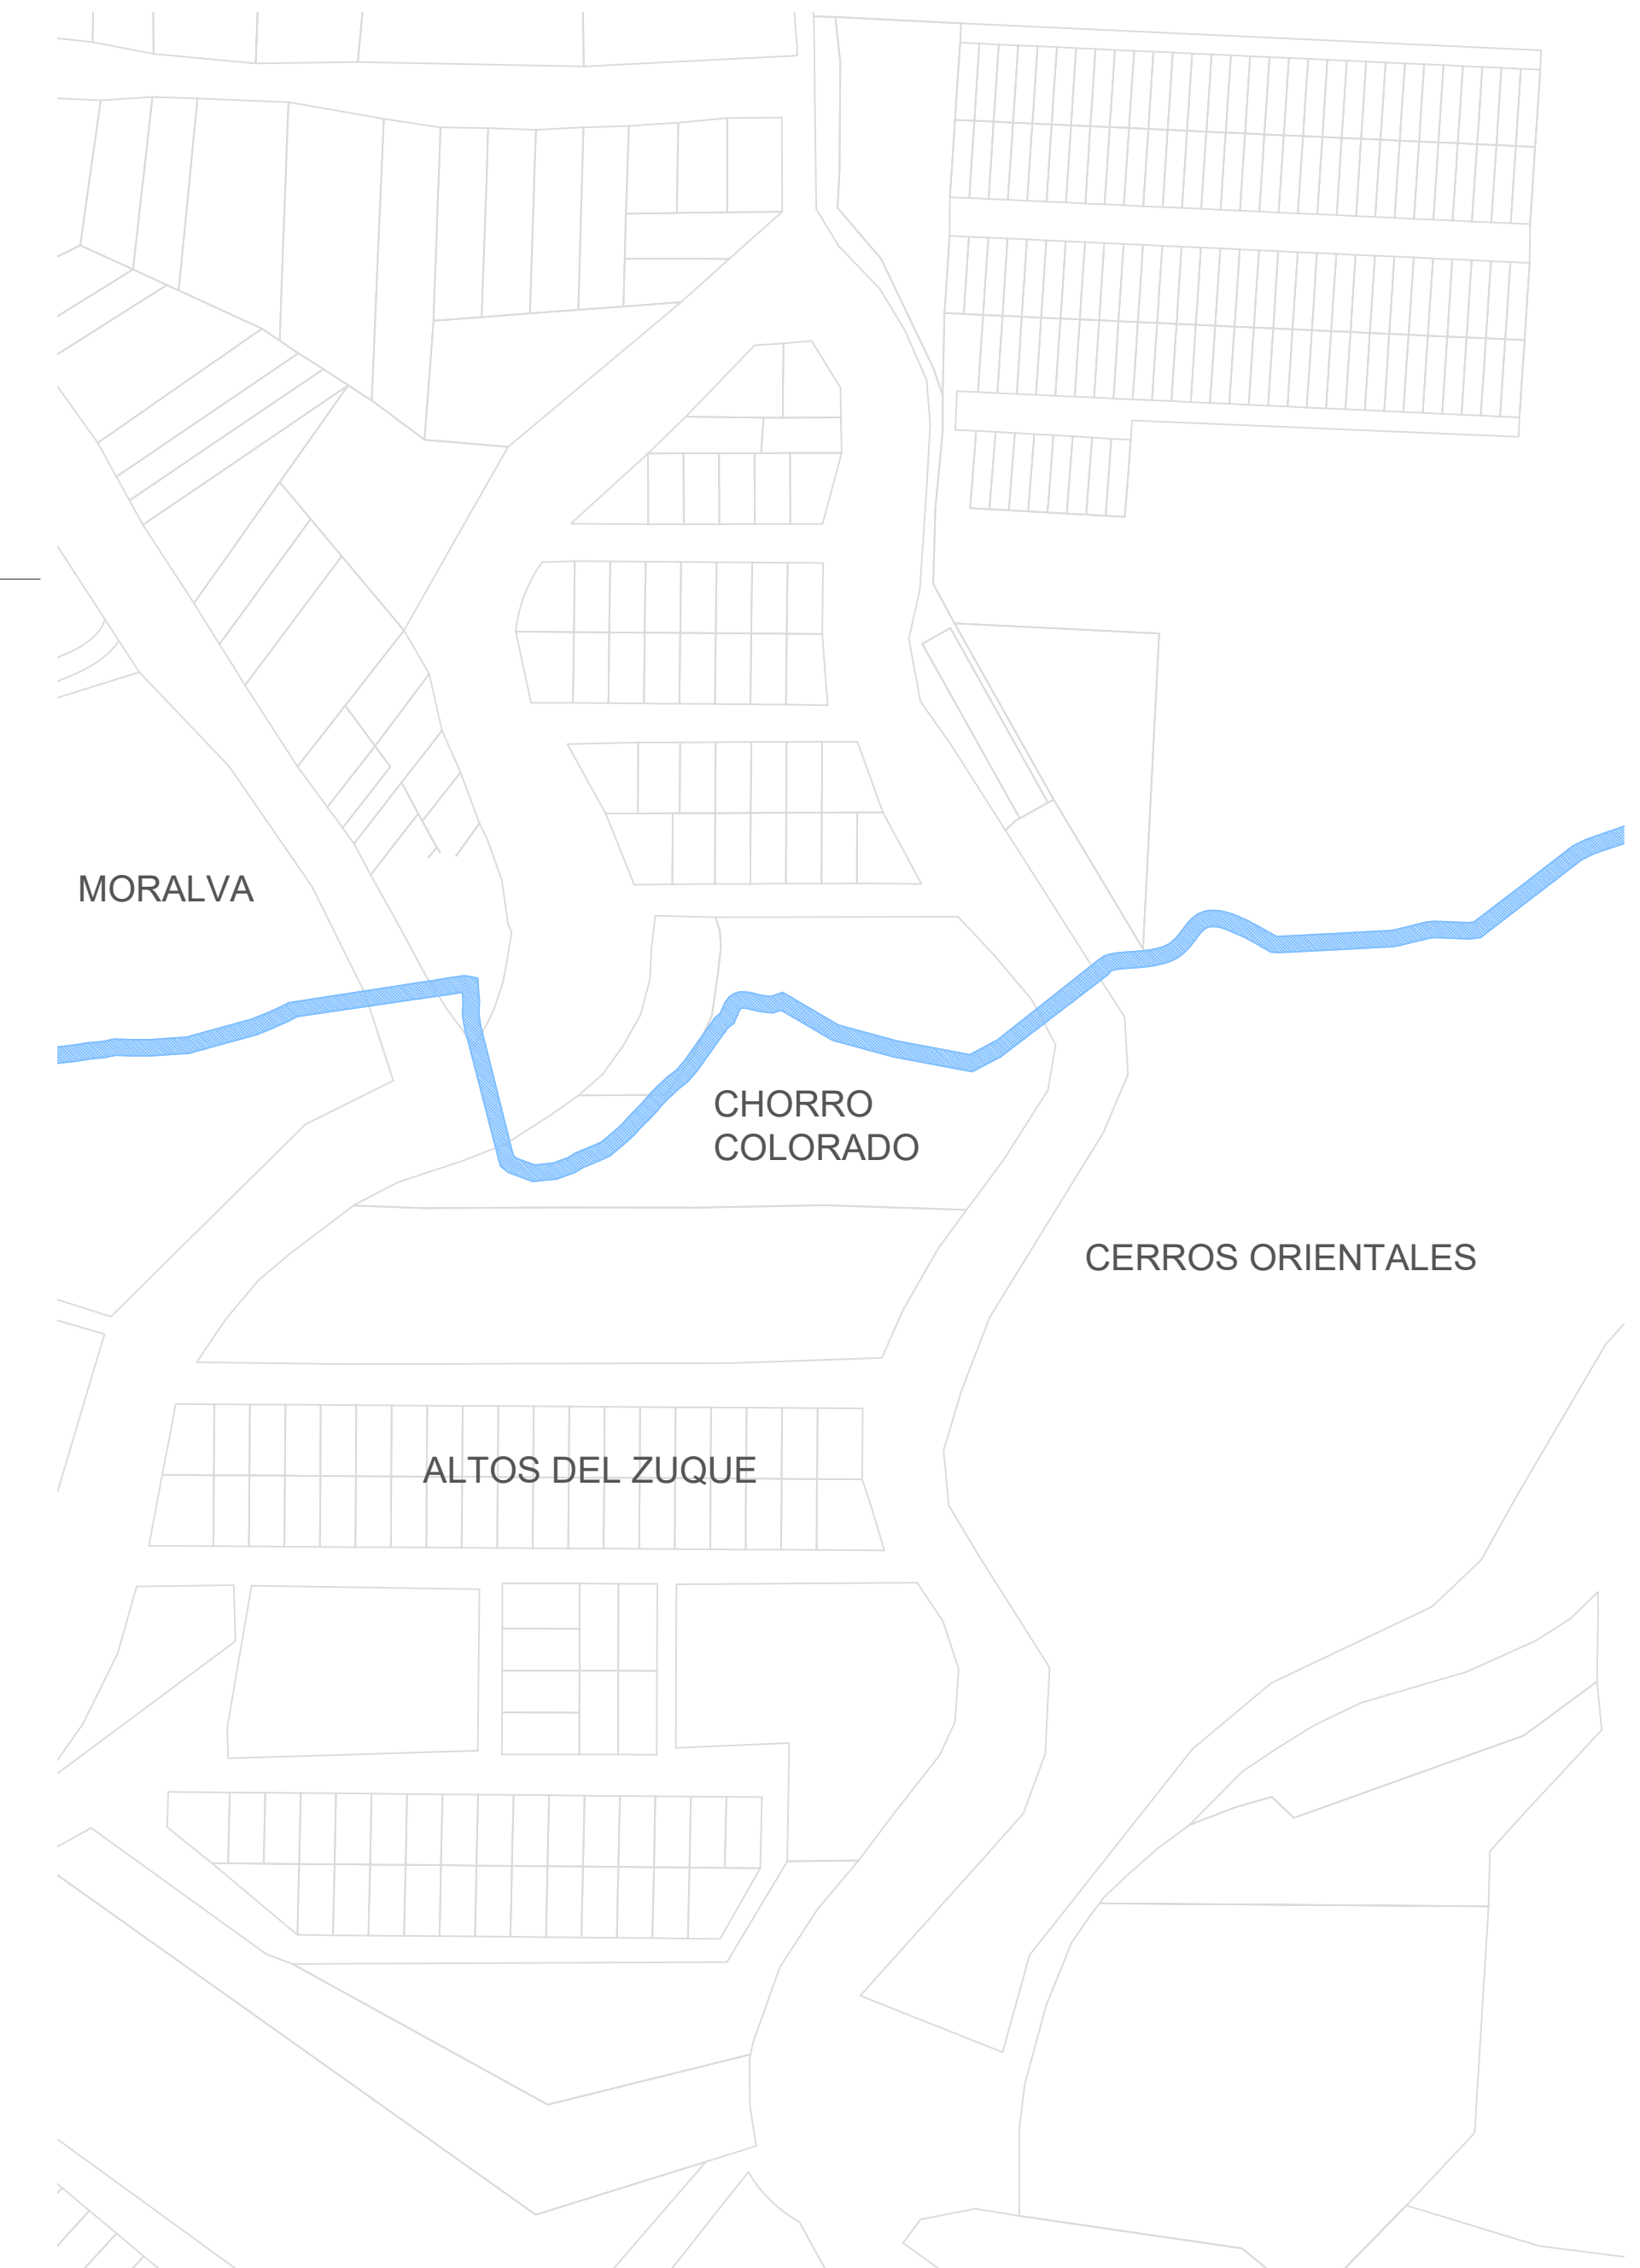 MORALVA
CHORRO
COLORADO
CERROS ORIENTALES
ALTOS DEL ZUQUE